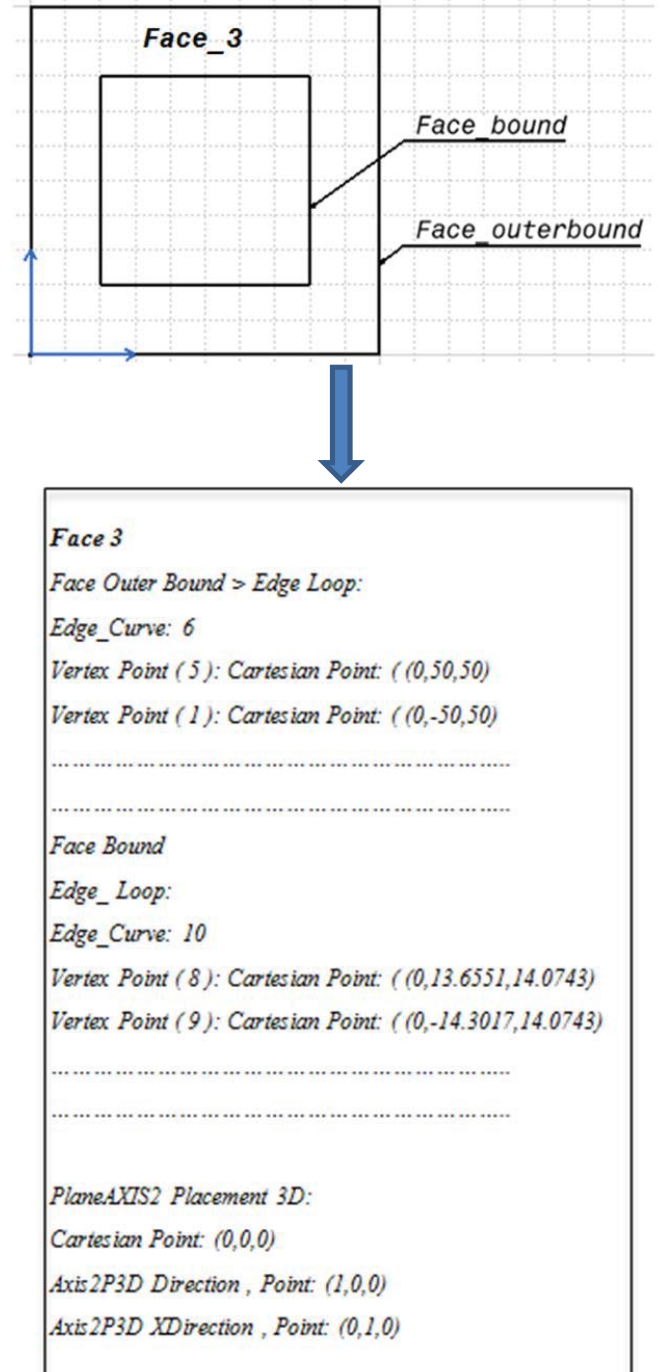 Face_3
Face_bound
Face_outerbound
Face 3
Face Outer Bound > Edge Loop:
Edge_Curve: 6
Vertex Point ( 5 ): Cartesian Point: ( (0,50,50)
Vertex Point ( 1 ): Cartesian Point: ( (0,-50,50)
………………………………………………………..
………………………………………………………..
Face Bound
Edge_ Loop:
Edge_Curve: 10
Vertex Point ( 8 ): Cartesian Point: ( (0,13.6551,14.0743)
Vertex Point ( 9 ): Cartesian Point: ( (0,-14.3017,14.0743)
………………………………………………………..
………………………………………………………..
PlaneAXIS2 Placement 3D:
Cartesian Point: (0,0,0)
Axis2P3D Direction , Point: (1,0,0)
Axis2P3D XDirection , Point: (0,1,0)